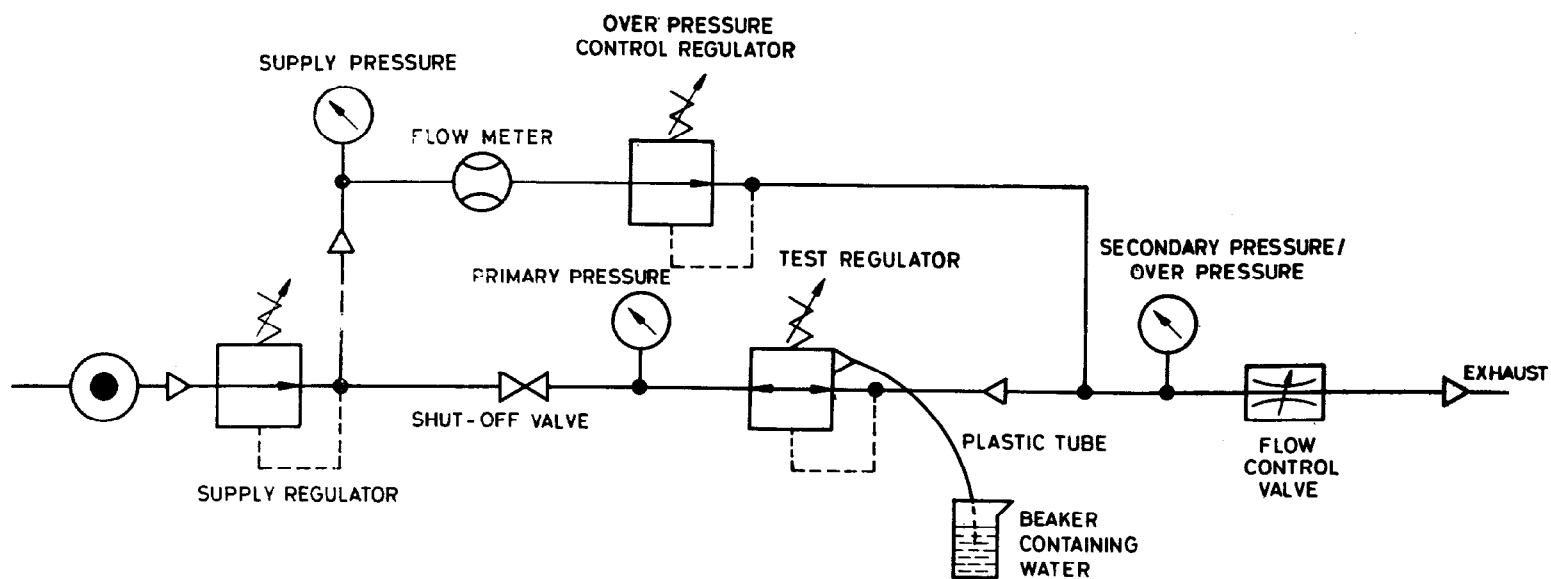 OVER PRESSURE
CONTROL REGULATOR
SUPPLY PRESSURE
FLOW METER
SECONDARY PRESSURE/
OVER PRESSURE
TEST REGULATOR
PRIMARY PRESSURE
EXHAUST
SHUT-OFF VALVE
PLASTIC TUBE
FLOW
CONTROL
VALVE
SUPPLY REGULATOR
BEAKER
CONTAINING
WATER